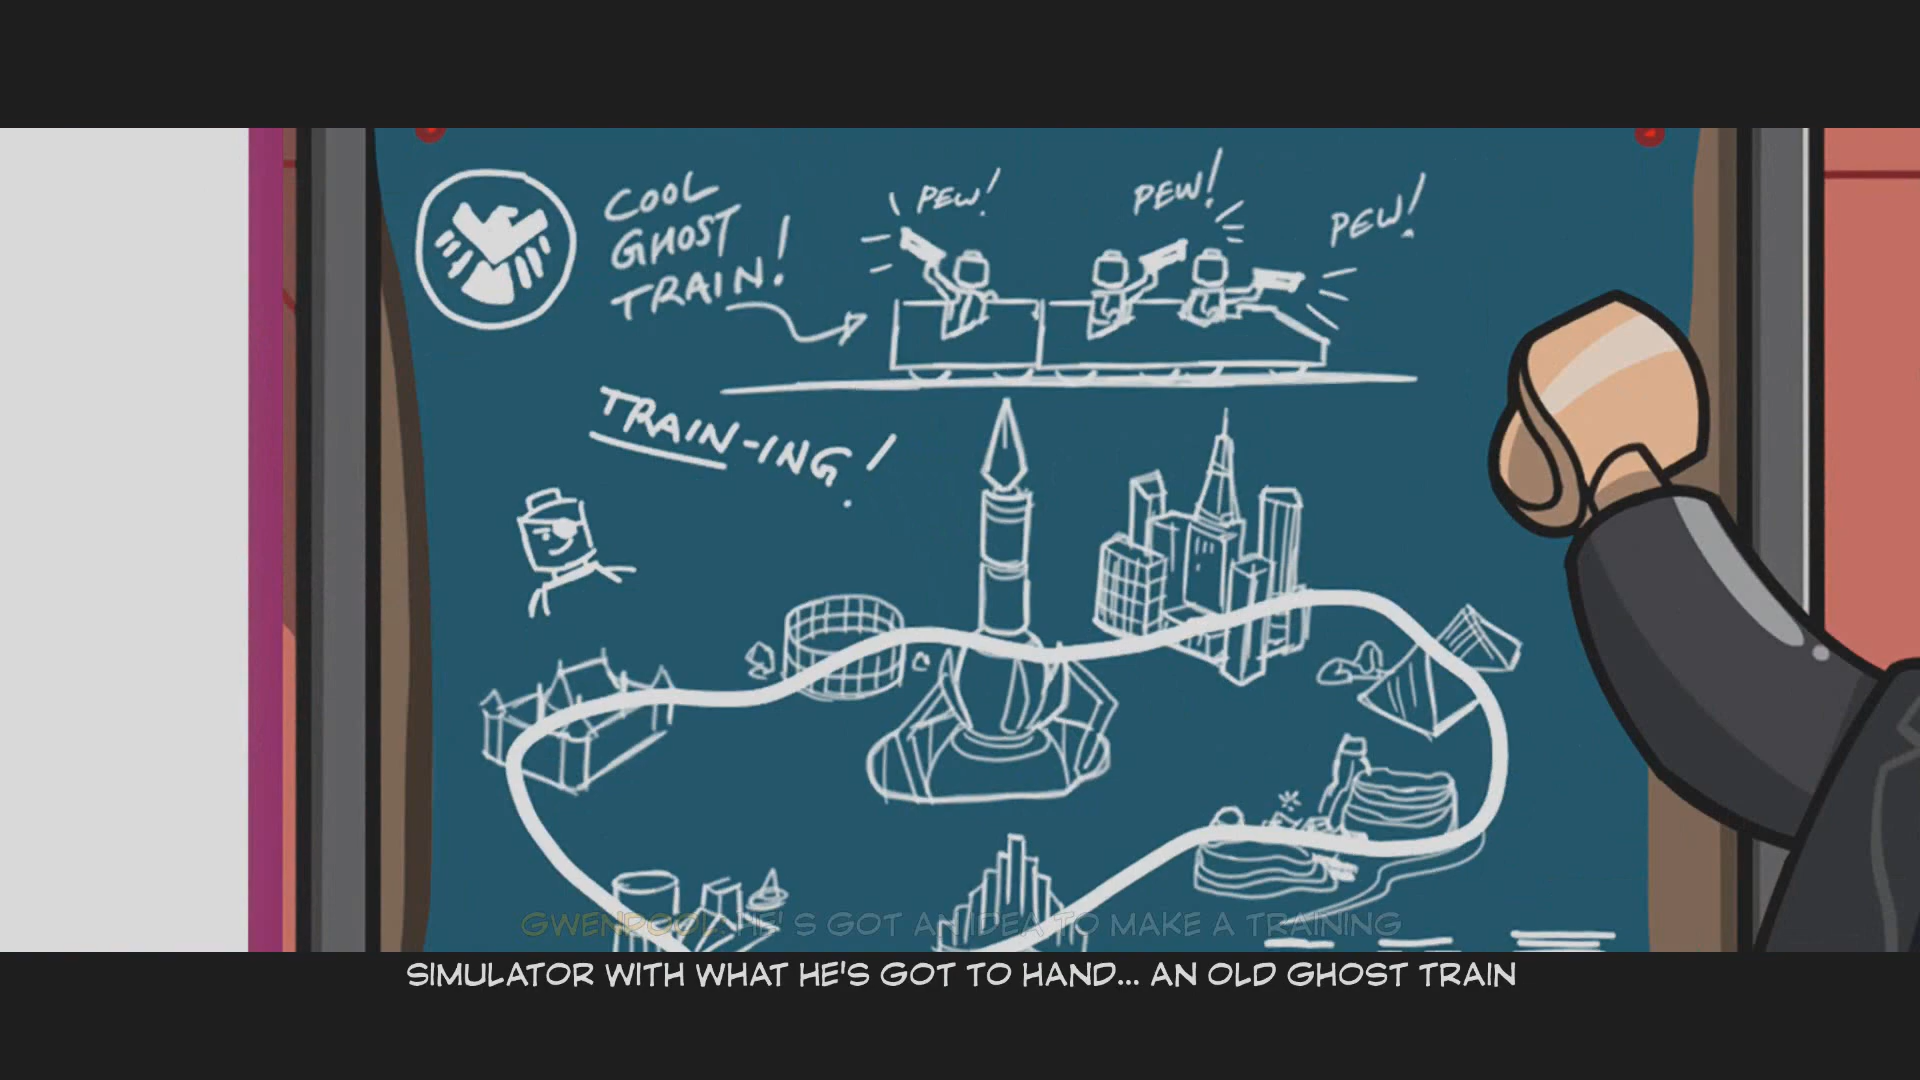 COOL
GHOST
TRAIN!
PEW!
PEW!
PEW!
TRAIN-ING!
GWENPOOL: HE'S GOT AN IDEA TO MAKE A TRAINING
SIMULATOR WITH WHAT HE'S GOT TO HAND... AN OLD GHOST TRAIN